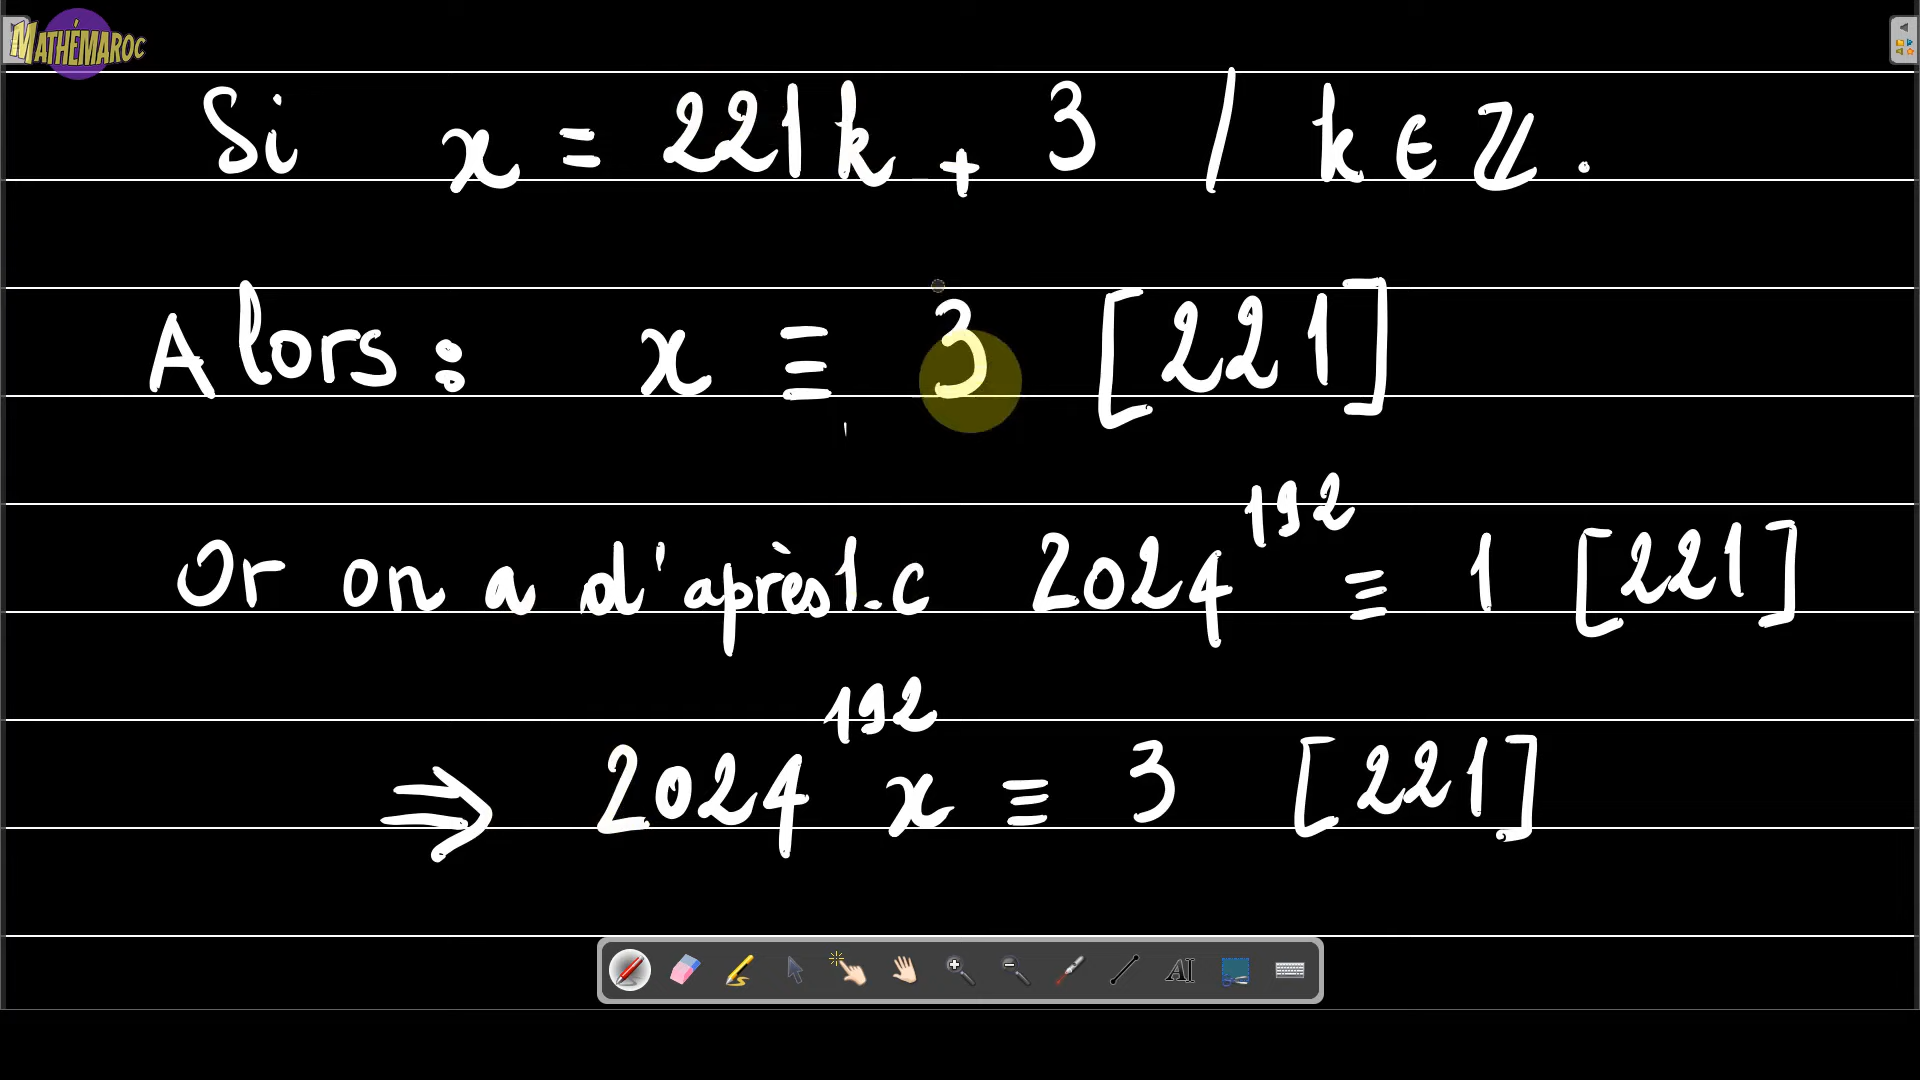 MATHÉMAROC
Si x = 221k + 3 / k ∈ ℤ.
Alors : x ≡ 3 [221]
Or on a d'après 1.c 2024^192 ≡ 1 [221]
⇒ 2024^192 x ≡ 3 [221]
AI